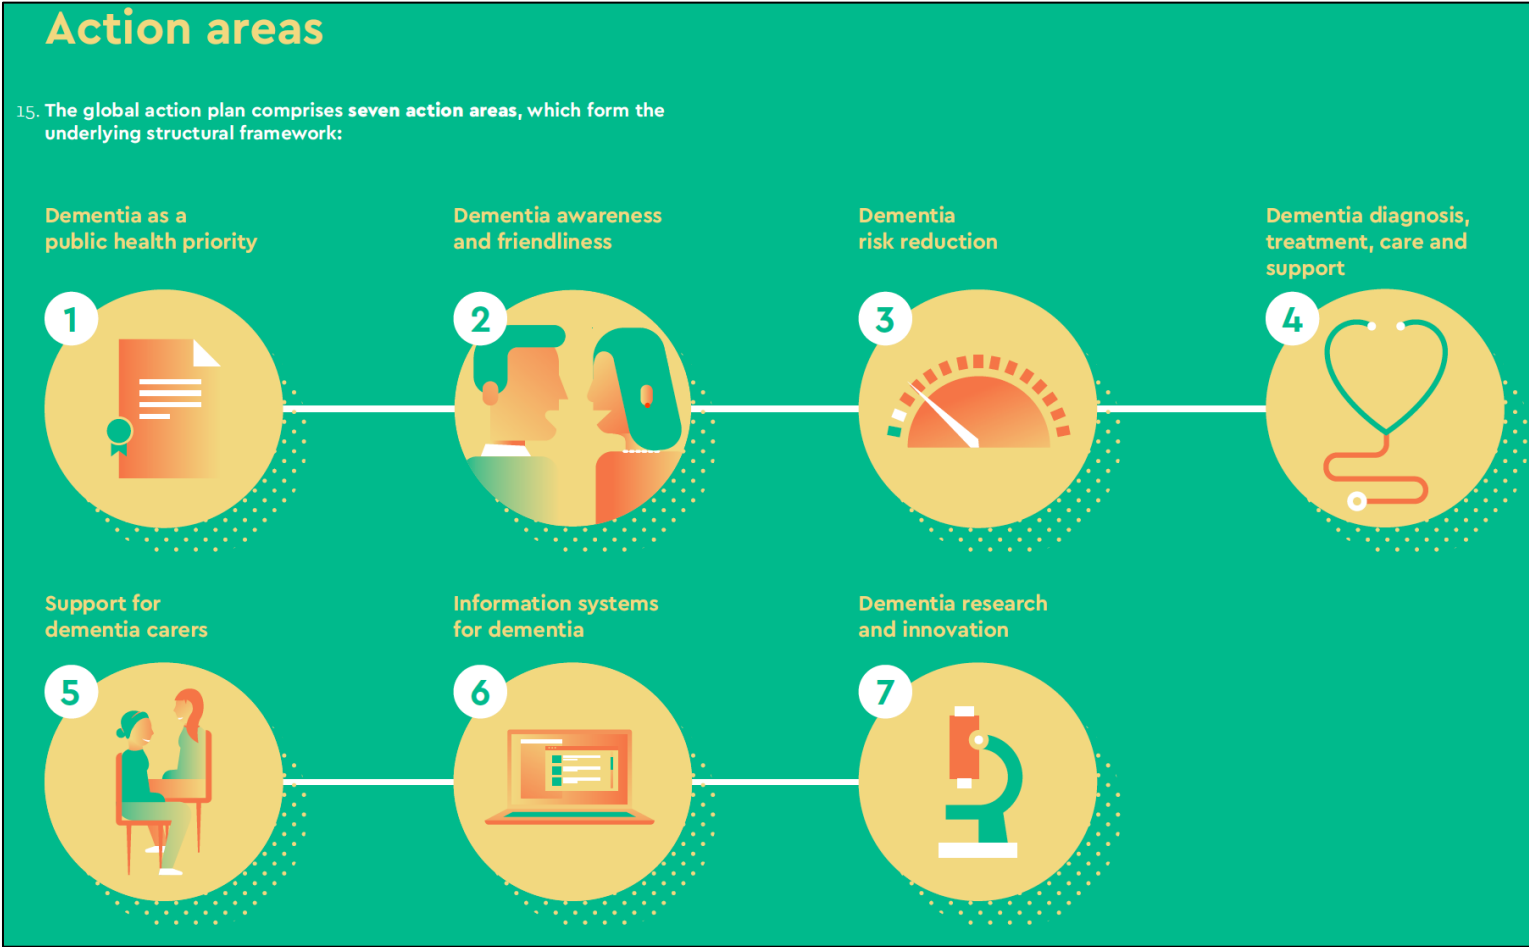 Action areas
15. The global action plan comprises seven action areas, which form the
underlying structural framework:
Dementia as a
public health priority
1
Dementia awareness
and friendliness
2
Dementia
risk reduction
3
Dementia diagnosis,
treatment, care and
support
4
Support for
dementia carers
5
Information systems
for dementia
6
Dementia research
and innovation
7